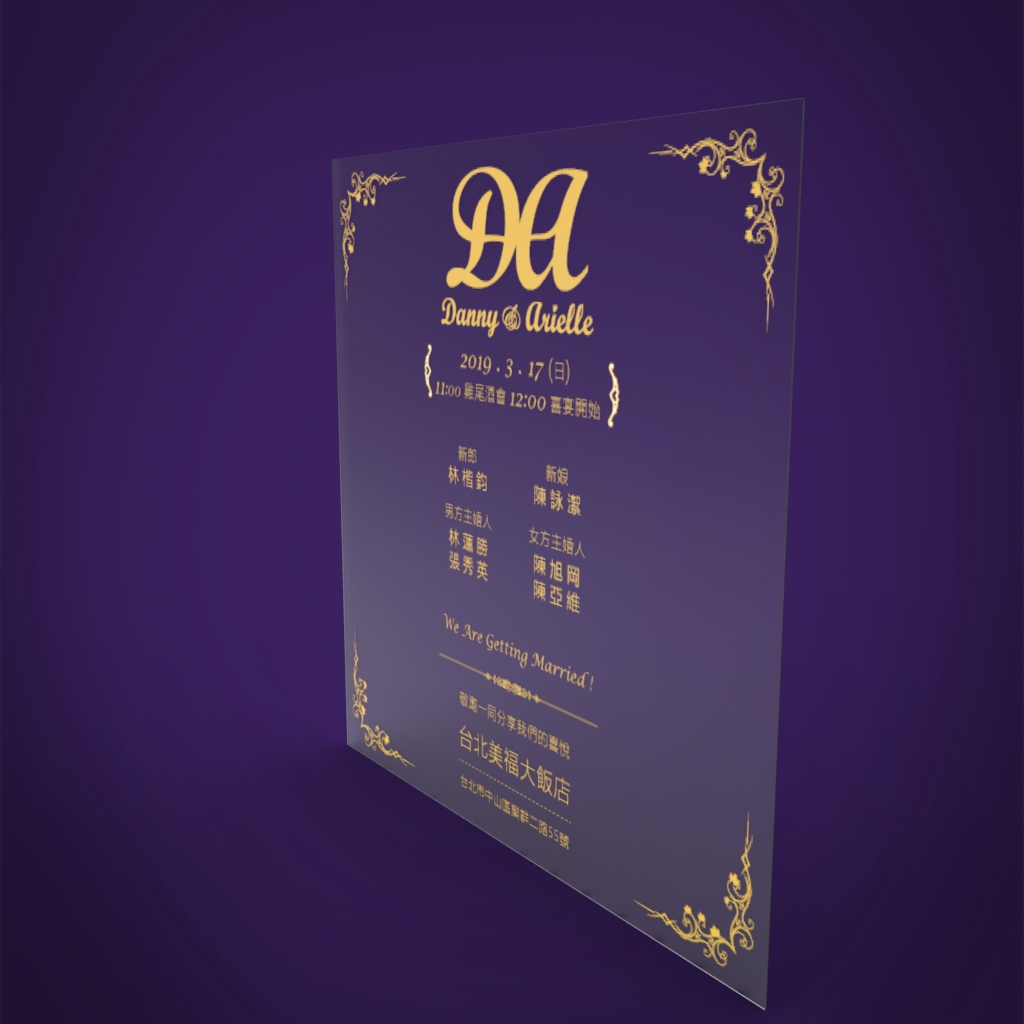 DA
Danny & Arielle
2019 . 3 . 17 (日)
11:00 雞尾酒會 12:00 喜宴開始
新郎
林楷鈞
男方主婚人
林蓮勝
張秀英
新娘
陳詠潔
女方主婚人
陳旭岡
陳亞維
We Are Getting Married !
敬邀一同分享我們的喜悅
台北美福大飯店
台北市中山區樂群二路55號